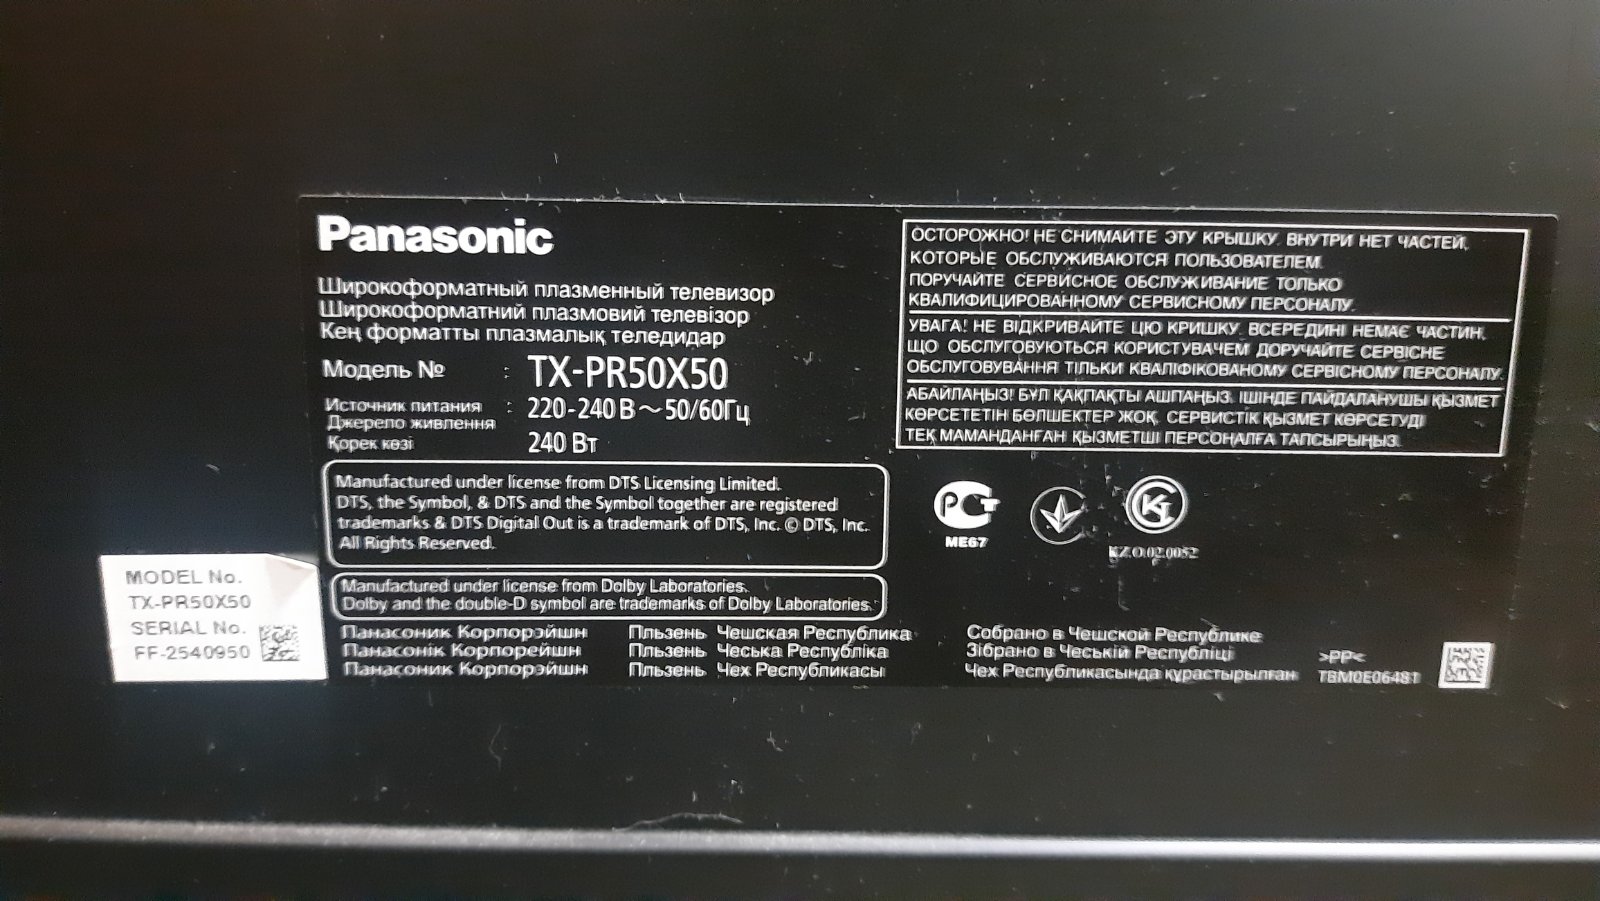 Panasonic
Широкоформатный плазменный телевизор
Широкоформатний плазмовий телевізор
Кең форматты плазмалық теледидар
Модель № : TX-PR50X50
Источник питания : 220-240 В ~ 50/60Гц
Джерело живлення
Қорек көзі 240 Вт
Manufactured under license from DTS Licensing Limited.
DTS, the Symbol, & DTS and the Symbol together are registered
trademarks & DTS Digital Out is a trademark of DTS, Inc. © DTS, Inc.
All Rights Reserved.
Manufactured under license from Dolby Laboratories.
Dolby and the double-D symbol are trademarks of Dolby Laboratories.
Панасоник Корпорэйшн Пльзень Чешская Республика
Панасонік Корпорейшн Пльзень Чеська Республіка
Панасоник Корпорэйшн Пльзень Чех Республикасы
ОСТОРОЖНО! НЕ СНИМАЙТЕ ЭТУ КРЫШКУ. ВНУТРИ НЕТ ЧАСТЕЙ,
КОТОРЫЕ ОБСЛУЖИВАЮТСЯ ПОЛЬЗОВАТЕЛЕМ.
ПОРУЧАЙТЕ СЕРВИСНОЕ ОБСЛУЖИВАНИЕ ТОЛЬКО
КВАЛИФИЦИРОВАННОМУ СЕРВИСНОМУ ПЕРСОНАЛУ.
УВАГА! НЕ ВІДКРИВАЙТЕ ЦЮ КРИШКУ. ВСЕРЕДИНІ НЕМАЄ ЧАСТИН,
ЩО ОБСЛУГОВУЮТЬСЯ КОРИСТУВАЧЕМ ДОРУЧАЙТЕ СЕРВІСНЕ
ОБСЛУГОВУВАННЯ ТІЛЬКИ КВАЛІФІКОВАНОМУ СЕРВІСНОМУ ПЕРСОНАЛУ.
АБАЙЛАҢЫЗ! БҰЛ ҚАҚПАҚТЫ АШПАҢЫЗ. ІШІНДЕ ПАЙДАЛАНУШЫ ҚЫЗМЕТ
КӨРСЕТЕТІН БӨЛШЕКТЕР ЖОҚ. СЕРВИСТІК ҚЫЗМЕТ КӨРСЕТУДІ
ТЕК МАМАНДАНҒАН ҚЫЗМЕТШІ ПЕРСОНАЛҒА ТАПСЫРЫҢЫЗ.
РСТ
ME67
KZ.O.02.0052
Собрано в Чешской Республике
Зібрано в Чеській Республіці
Чех Республикасында құрастырылған
>PP<
TBM0E06481
MODEL No.
TX-PR50X50
SERIAL No.
FF-2540950